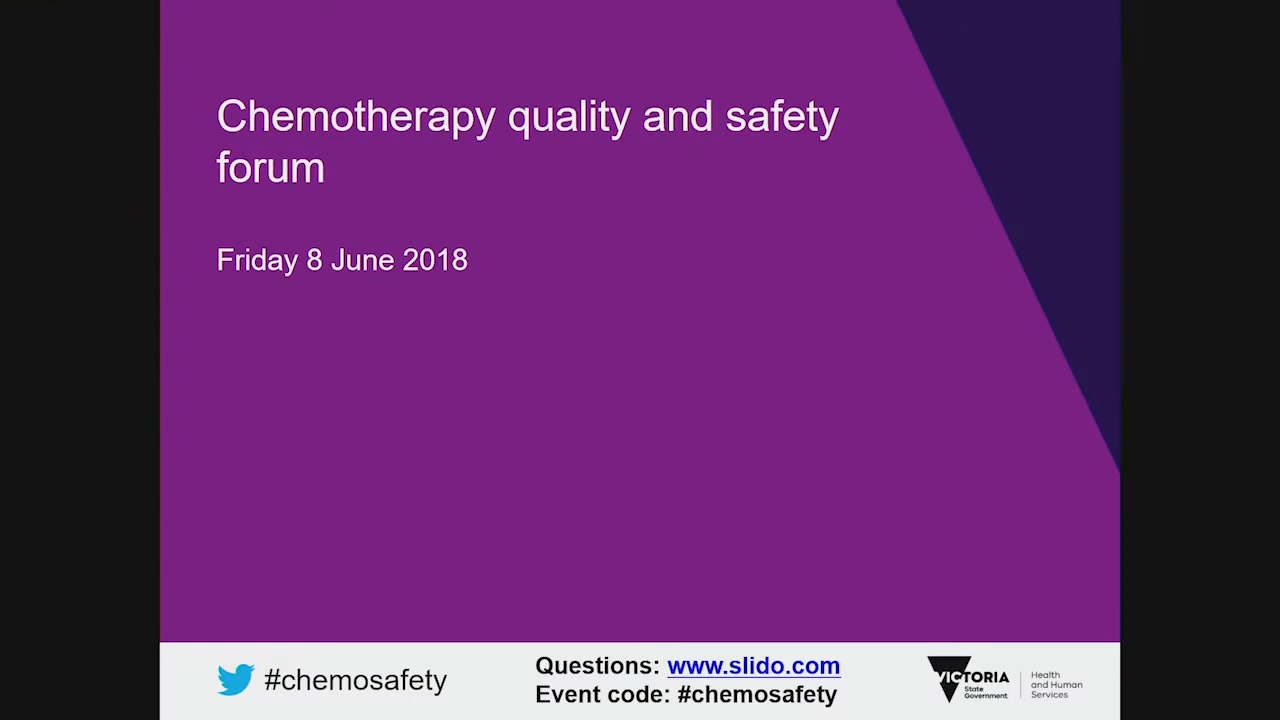 Chemotherapy quality and safety
forum
Friday 8 June 2018
#chemosafety
Questions: www.slido.com
Event code: #chemosafety
VICTORIA
State
Government
Health
and Human
Services